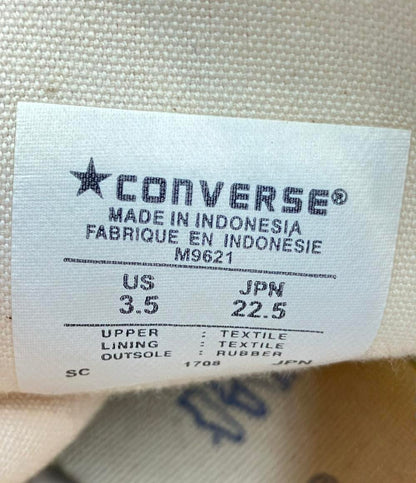 ★CONVERSE®
MADE IN INDONESIA
FABRIQUE EN INDONÉSIE
M9621
US JPN
3.5 22.5
UPPER : TEXTILE
LINING : TEXTILE
OUTSOLE : RUBBER
SC 1708 JPN